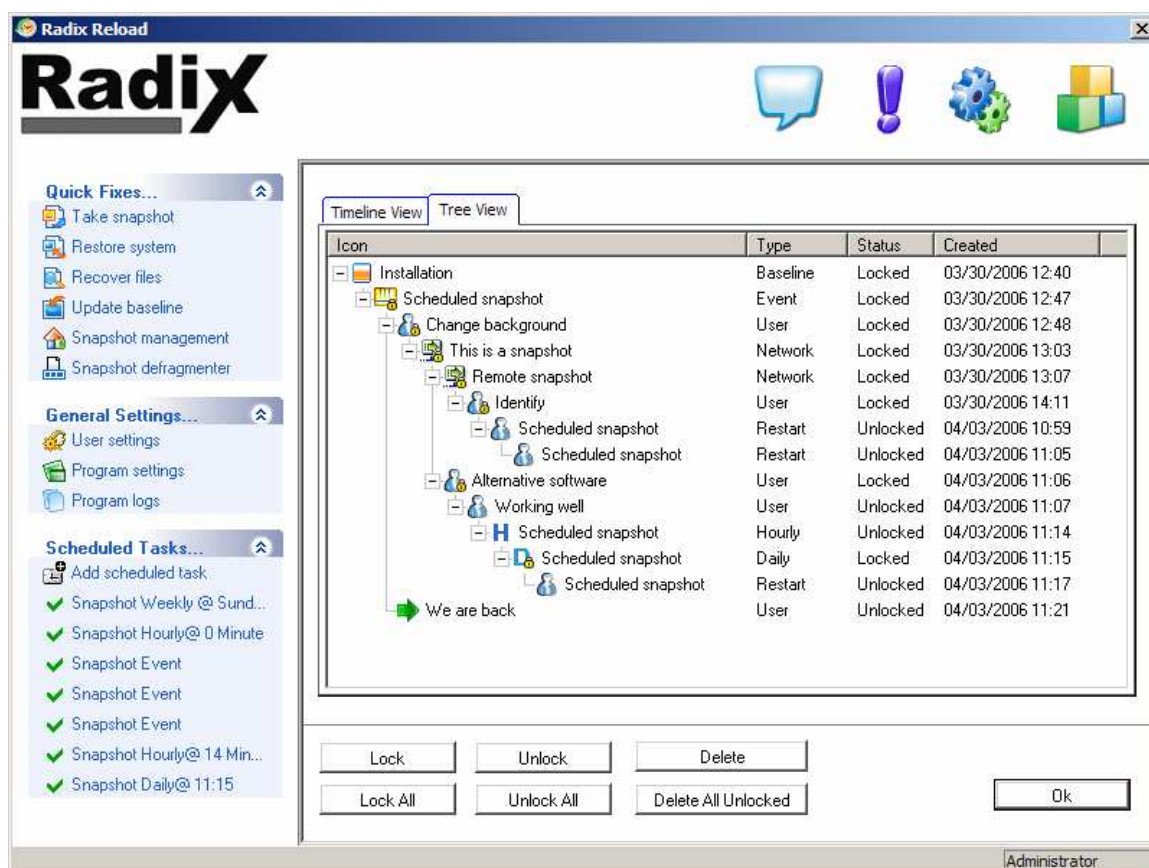 Radix Reload
Radix
Quick Fixes...
Take snapshot
Restore system
Recover files
Update baseline
Snapshot management
Snapshot defragmenter
General Settings...
User settings
Program settings
Program logs
Scheduled Tasks...
Add scheduled task
Snapshot Weekly @ Sund...
Snapshot Hourly@ 0 Minute
Snapshot Event
Snapshot Event
Snapshot Event
Snapshot Hourly@ 14 Min...
Snapshot Daily@ 11:15
Timeline View Tree View
Icon Type Status Created
Installation Baseline Locked 03/30/2006 12:40
Scheduled snapshot Event Locked 03/30/2006 12:47
Change background User Locked 03/30/2006 12:48
This is a snapshot Network Locked 03/30/2006 13:03
Remote snapshot Network Locked 03/30/2006 13:07
Identify User Locked 03/30/2006 14:11
Scheduled snapshot Restart Unlocked 04/03/2006 10:59
Scheduled snapshot Restart Unlocked 04/03/2006 11:05
Alternative software User Locked 04/03/2006 11:06
Working well User Unlocked 04/03/2006 11:07
H Scheduled snapshot Hourly Unlocked 04/03/2006 11:14
Scheduled snapshot Daily Locked 04/03/2006 11:15
Scheduled snapshot Restart Unlocked 04/03/2006 11:17
We are back User Unlocked 04/03/2006 11:21
Lock Unlock Delete
Lock All Unlock All Delete All Unlocked
Ok
Administrator